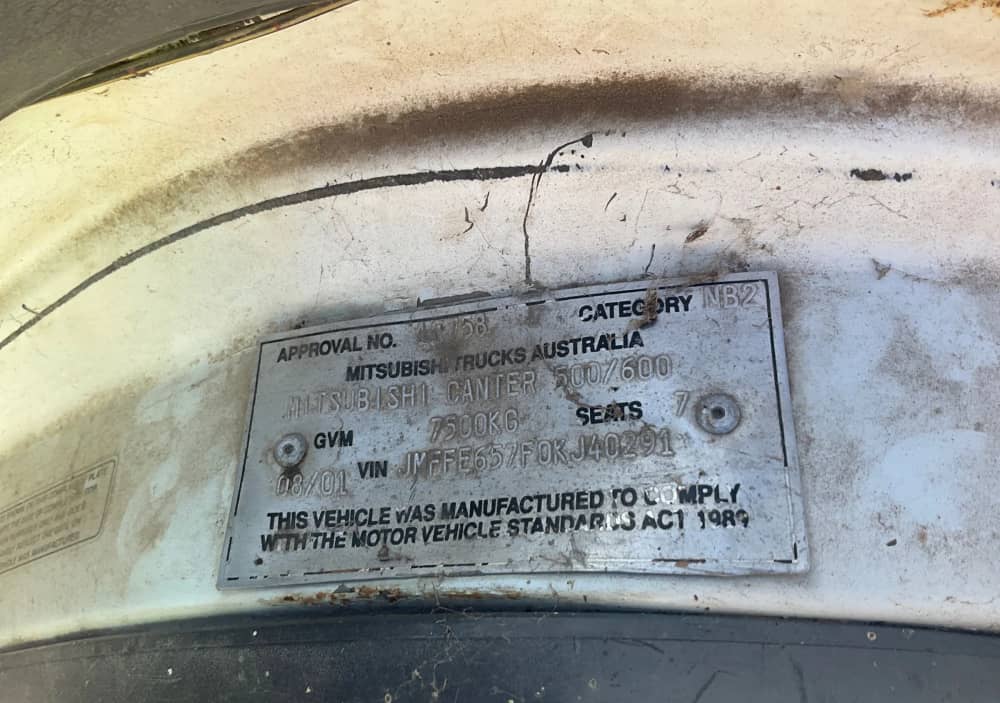 APPROVAL NO. CATEGORY NB2
MITSUBISHI TRUCKS AUSTRALIA
MITSUBISHI CANTER 500/600
GVM 7500KG SEATS 7
08/01 VIN JMFFE657F0KJ40291
THIS VEHICLE WAS MANUFACTURED TO COMPLY
WITH THE MOTOR VEHICLE STANDARDS ACT 1989